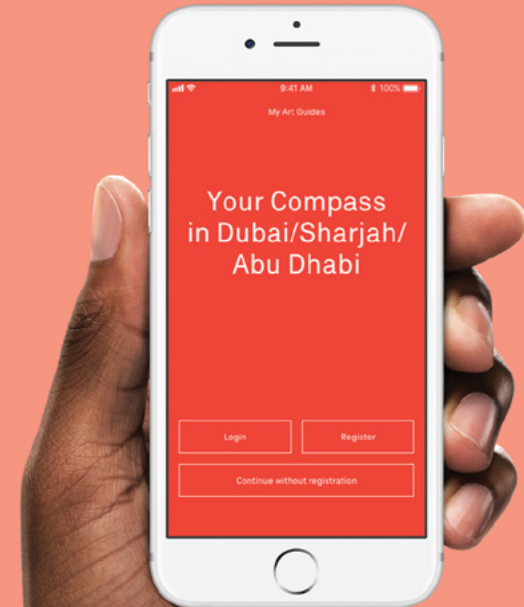 9:41 AM
100%
My Art Guides
Your Compass
in Dubai/Sharjah/
Abu Dhabi
Login
Register
Continue without registration